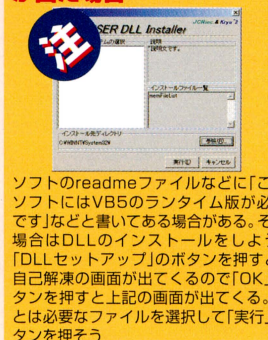 注
SER DLL Installer
説明
説明文です。
インストールファイル一覧
インストール先ディレクトリ
C:¥WINNT¥System32¥
参照(D)..
実行(E)
キャンセル
ソフトのreadmeファイルなどに「こ
ソフトにはVB5のランタイム版が必
です」などと書いてある場合がある。そ
場合はDLLのインストールをしよ
「DLLセットアップ」のボタンを押すと
自己解凍の画面が出てくるので「OK」
タンを押すと上記の画面が出てくる。
とは必要なファイルを選択して「実行」
タンを押そう